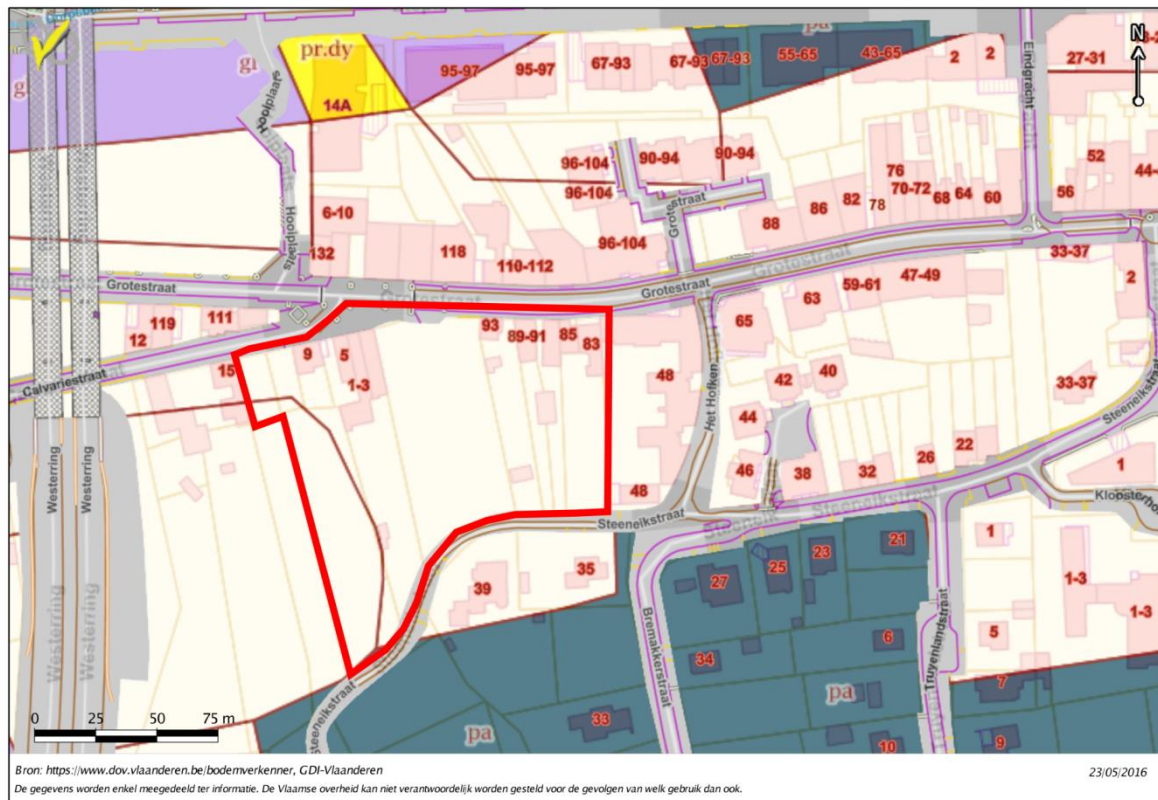 pa
pr.dy
gi
gi
14A
95-97
95-97
67-93
67-93
67-93
55-65
43-65
2
2
27-31
N
Eindgracht
Hooiplaats
Hooiplaats
96-104
90-94
90-94
96-104
96-104
Grotestraat
76
70-72
78
82
86
88
68
64
60
56
52
6-10
132
118
110-112
Grotestraat
Grotestraat
Grotestraat
Grotestraat
33-37
2
119
12
111
93
89-91
85
83
9
5
1-3
15
Calvariestraat
48
48
65
63
59-61
47-49
42
40
44
46
38
32
26
22
33-37
Het Hofken
Steeneikstraat
Steeneikstraat
Steeneikstraat
1
Westerring
Westerring
Westerring
Westerring
39
35
27
25
23
21
34
6
1
1-3
1-3
5
7
9
10
33
pa
pa
Bremakkerstraat
Truyenlandstraat
Steeneikstraat
0 25 50 75 m
Bron: https://www.dov.vlaanderen.be/bodemverkenner, GDI-Vlaanderen
23/05/2016
De gegevens worden enkel meegedeeld ter informatie. De Vlaamse overheid kan niet verantwoordelijk worden gesteld voor de gevolgen van welk gebruik dan ook.